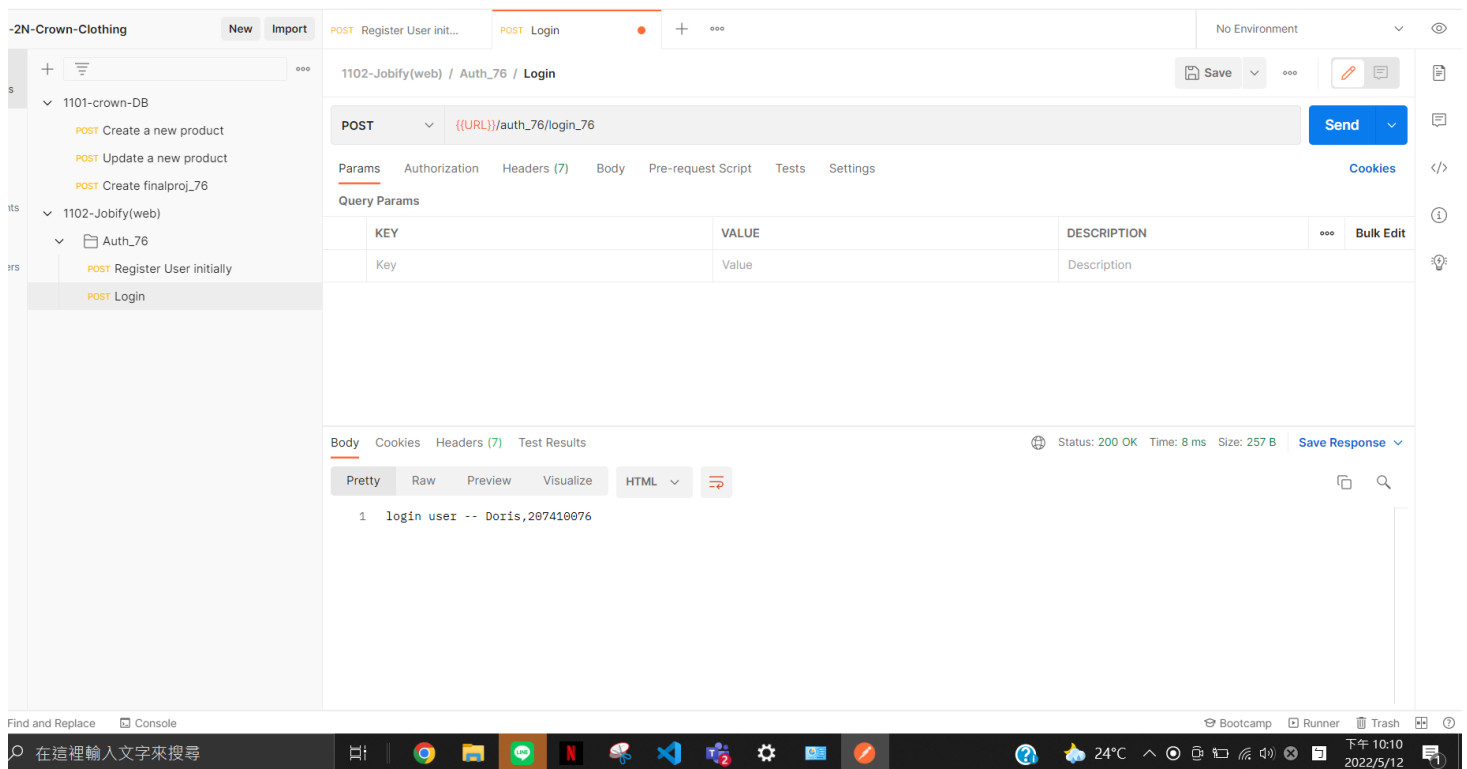 -2N-Crown-Clothing New Import POST Register User init... POST Login No Environment
1102-Jobify(web) / Auth_76 / Login Save
s
1101-crown-DB
POST Create a new product
POST Update a new product
POST Create finalproj_76
nts
1102-Jobify(web)
Auth_76
ers
POST Register User initially
POST Login
POST {{URL}}/auth_76/login_76 Send
Params Authorization Headers (7) Body Pre-request Script Tests Settings Cookies
Query Params
KEY VALUE DESCRIPTION Bulk Edit
Key Value Description
Body Cookies Headers (7) Test Results Status: 200 OK Time: 8 ms Size: 257 B Save Response
Pretty Raw Preview Visualize HTML
1 login user -- Doris,207410076
Find and Replace Console Bootcamp Runner Trash
在這裡輸入文字來搜尋 LINE N 2 24°C 下午 10:10
2022/5/12 1